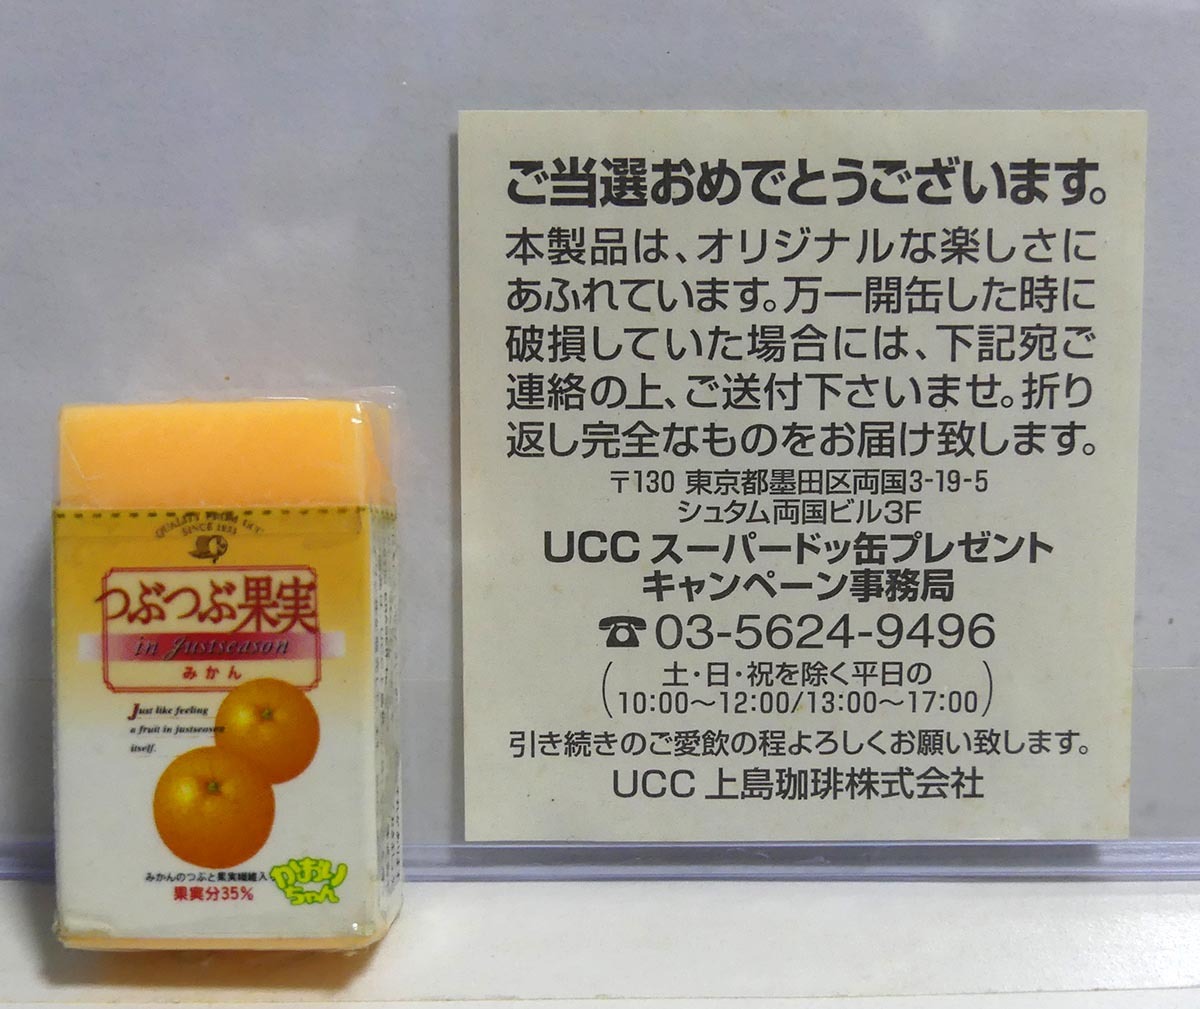 QUALITY FROM UCC
SINCE 1933
つぶつぶ果実
in justseason
みかん
Just like feeling
a fruit in justseason
itself.
みかんのつぶと果実繊維入
果実分35%
かおりちゃん
ご当選おめでとうございます。
本製品は、オリジナルな楽しさに
あふれています。万一開缶した時に
破損していた場合には、下記宛ご
連絡の上、ご送付下さいませ。折り
返し完全なものをお届け致します。
〒130 東京都墨田区両国3-19-5
シュタム両国ビル3F
UCC スーパードッ缶プレゼント
キャンペーン事務局
☎03-5624-9496
(土・日・祝を除く平日の
10:00〜12:00/13:00〜17:00)
引き続きのご愛飲の程よろしくお願い致します。
UCC 上島珈琲株式会社